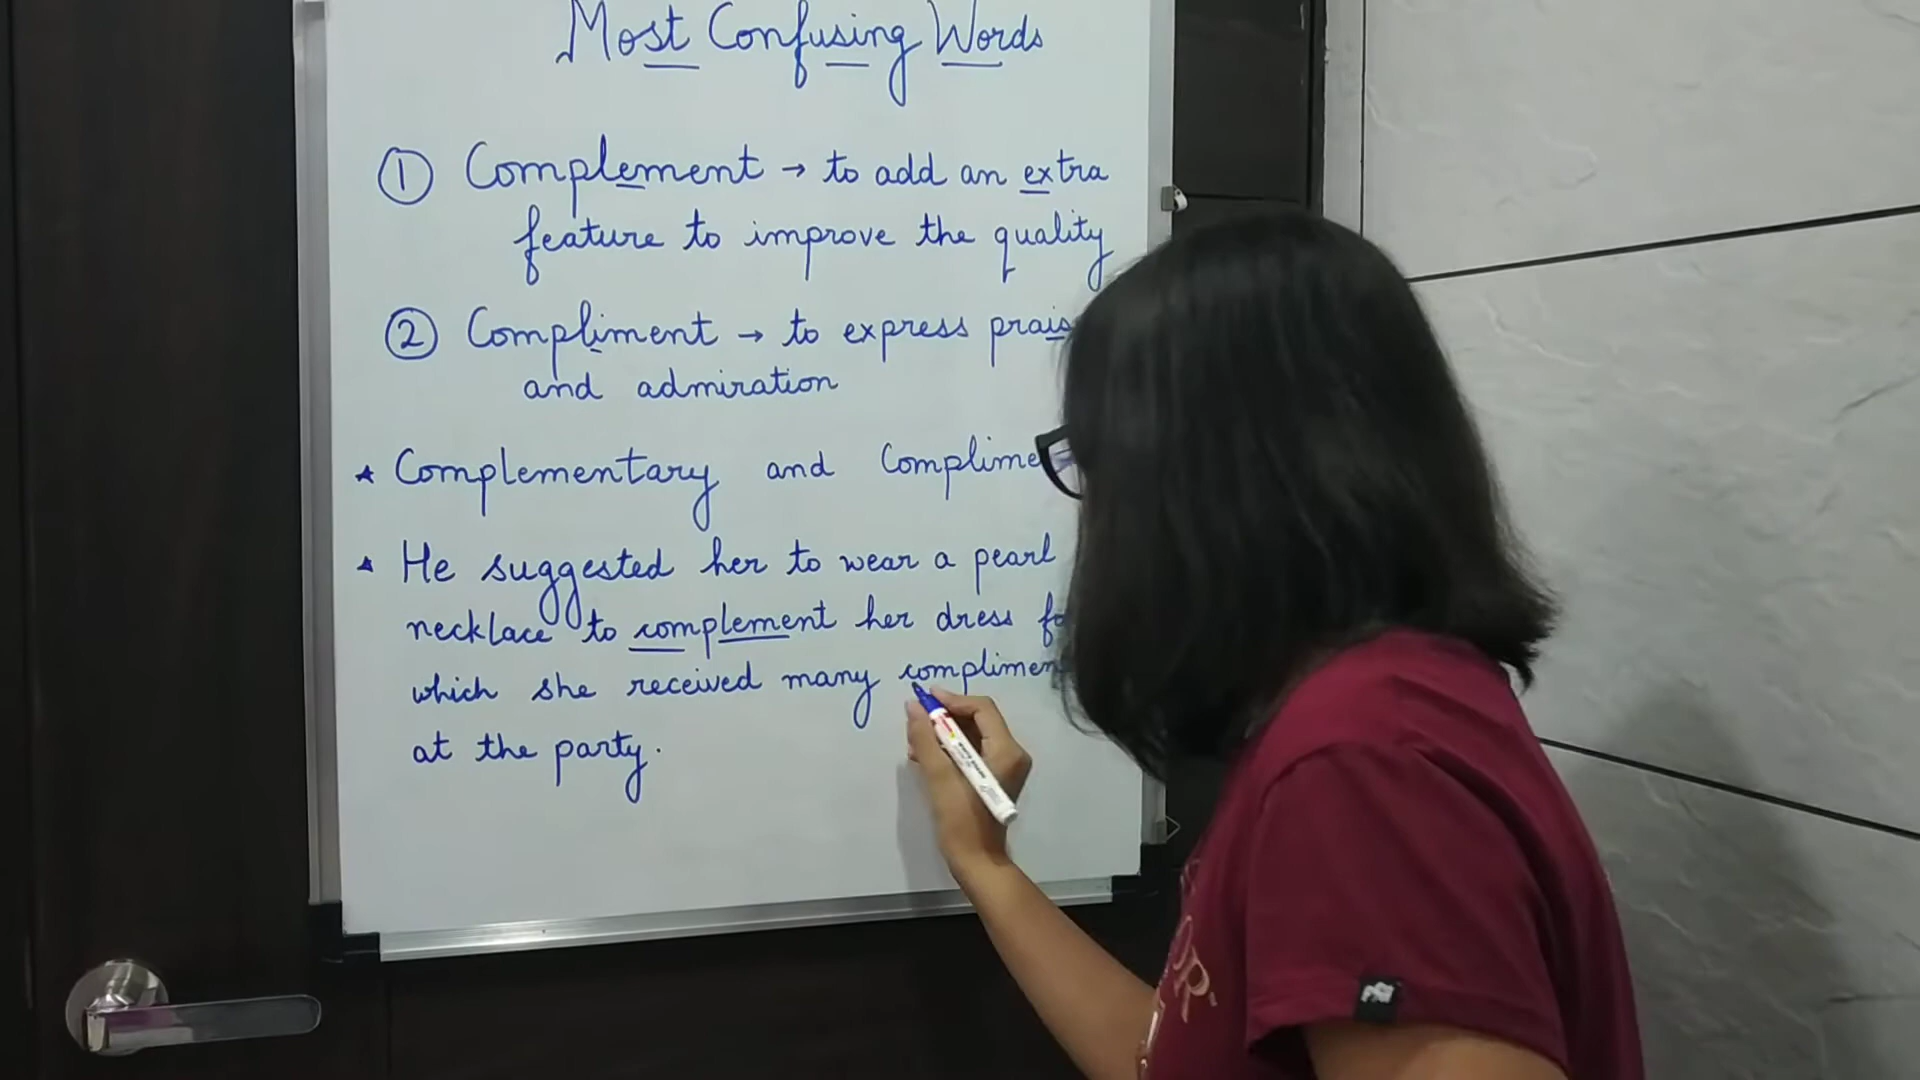 Most Confusing Words
① Complement → to add an extra
feature to improve the quality
② Compliment → to express prais
and admiration
★ Complementary and Complime
★ He suggested her to wear a pearl
necklace to complement her dress fo
which she received many complimen
at the party.